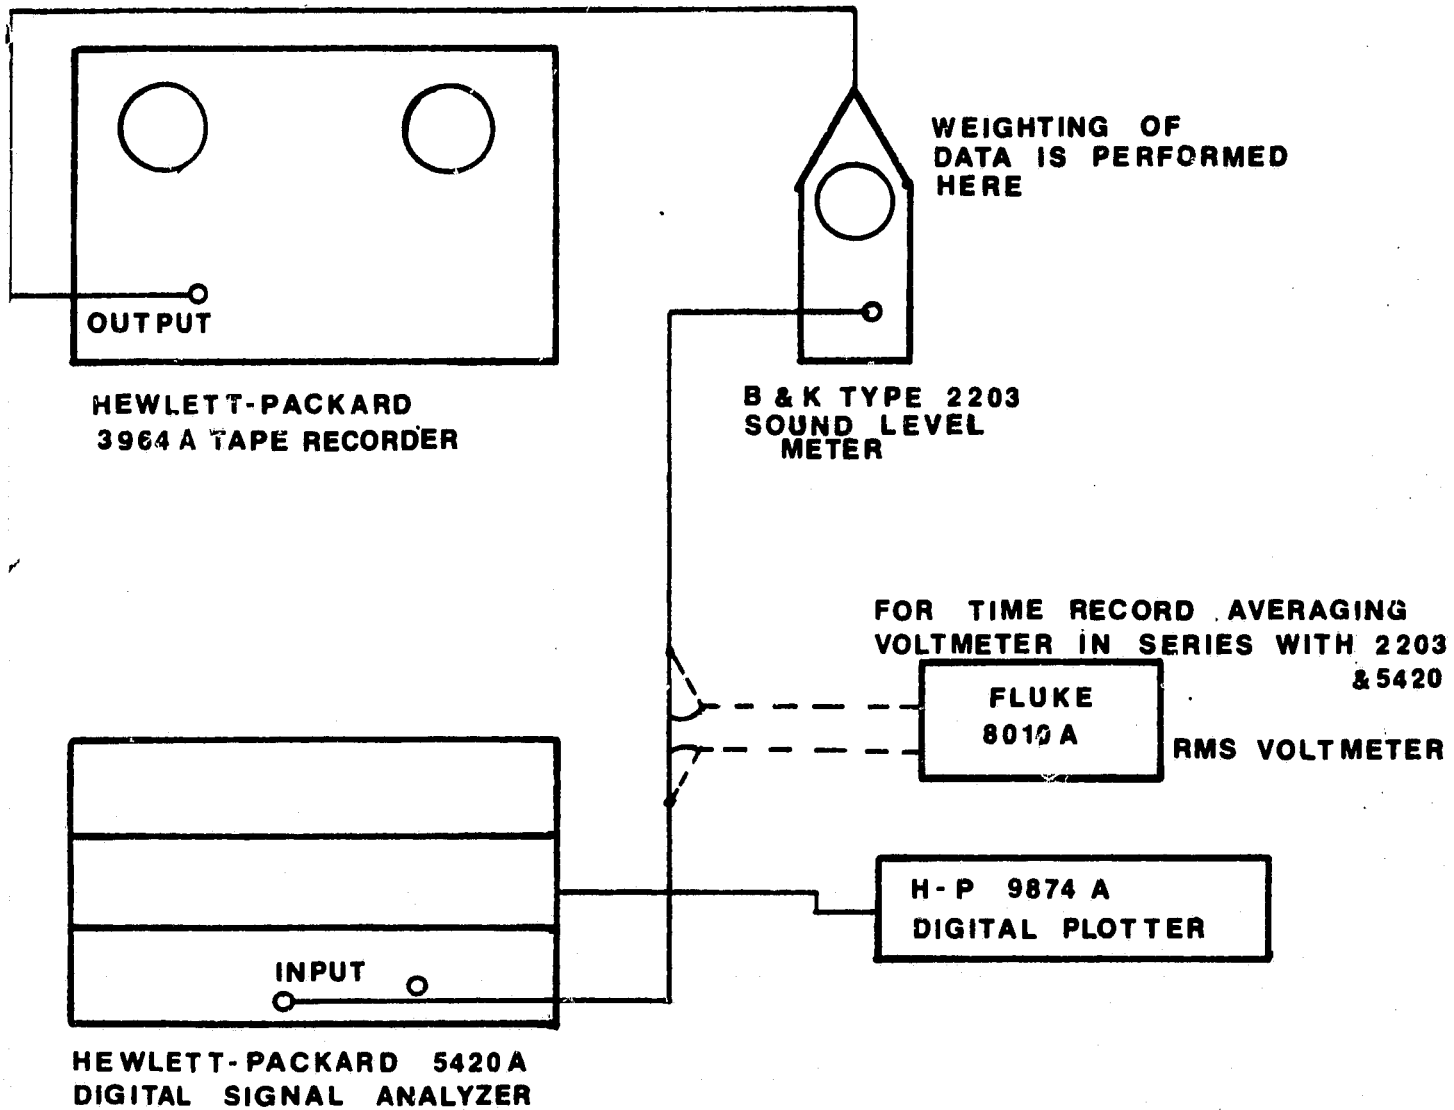 WEIGHTING OF
DATA IS PERFORMED
HERE
OUTPUT
HEWLETT-PACKARD
3964 A TAPE RECORDER
B & K TYPE 2203
SOUND LEVEL
METER
FOR TIME RECORD AVERAGING
VOLTMETER IN SERIES WITH 2203
& 5420
FLUKE
8010 A
RMS VOLTMETER
H-P 9874 A
DIGITAL PLOTTER
INPUT
HEWLETT-PACKARD 5420 A
DIGITAL SIGNAL ANALYZER